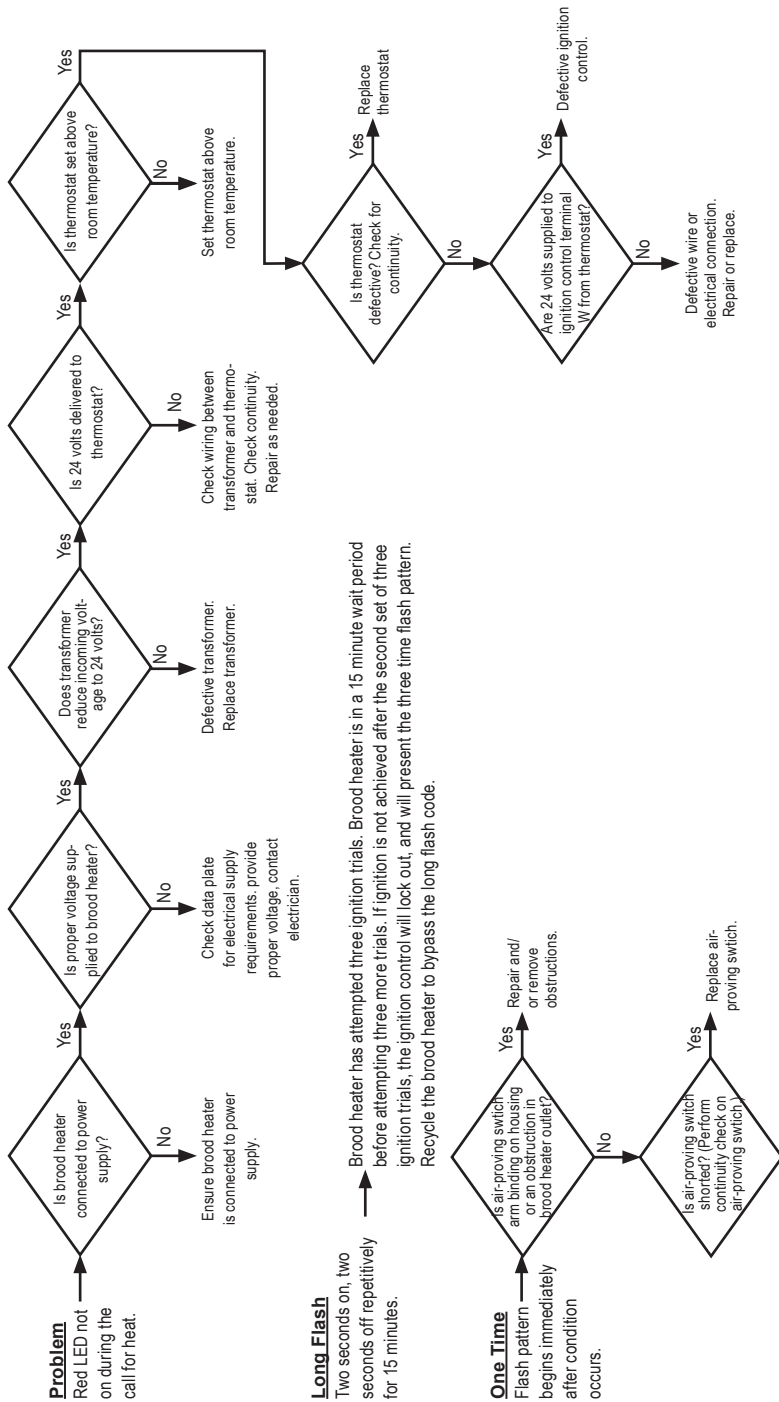 Problem
Red LED not
on during the
call for heat.
Is brood heater
connected to power
supply?
Yes
No
Ensure brood heater
is connected to power
supply.
Is proper voltage sup-
plied to brood heater?
Yes
No
Check data plate
for electrical supply
requirements. provide
proper voltage, contact
electrician.
Does transformer
reduce incoming volt-
age to 24 volts?
Yes
No
Defective transformer.
Replace transformer.
Is 24 volts delivered to
thermostat?
Yes
No
Check wiring between
transformer and thermo-
stat. Check continuity.
Repair as needed.
Is thermostat set above
room temperature?
Yes
No
Set thermostat above
room temperature.
Is thermostat
defective? Check for
continuity.
Yes
Replace
thermostat
No
Are 24 volts supplied to
ignition control terminal
W from thermostat?
Yes
Defective ignition
control.
No
Defective wire or
electrical connection.
Repair or replace.
Long Flash
Two seconds on, two
seconds off repetitively
for 15 minutes.
Brood heater has attempted three ignition trials. Brood heater is in a 15 minute wait period
before attempting three more trials. If ignition is not achieved after the second set of three
ignition trials, the ignition control will lock out, and will present the three time flash pattern.
Recycle the brood heater to bypass the long flash code.
One Time
Flash pattern
begins immediately
after condition
occurs.
Is air-proving swtich
arm binding on housing
or an obstruction in
brood heater outlet?
Yes
Repair and/
or remove
obstructions.
No
Is air-proving switch
shorted? (Perform
continuity check on
air-proving swtich.)
Yes
Replace air-
proving swtich.